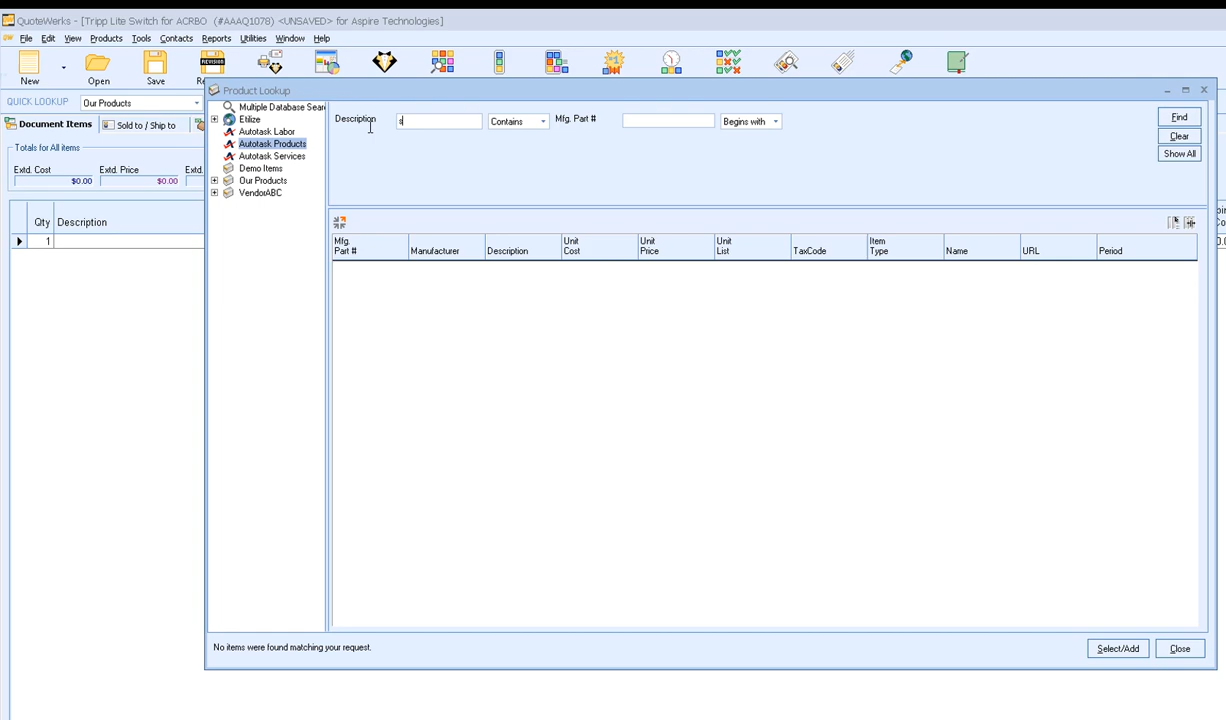 QuoteWerks - [Tripp Lite Switch for ACRBO (#AAAQ1078) <UNSAVED> for Aspire Technologies]
File Edit View Products Tools Contacts Reports Utilities Window Help
New Open Save
QUICK LOOKUP Our Products
Document Items Sold to / Ship to
Totals for All items
Extd. Cost Extd. Price Extd.
$0.00 $0.00
Qty Description
1
Product Lookup
Multiple Database Sear
Etilize
Autotask Labor
Autotask Products
Autotask Services
Demo Items
Our Products
VendorABC
Description s Contains Mfg. Part # Begins with
Find
Clear
Show All
Mfg. Part # Manufacturer Description Unit Cost Unit Price Unit List TaxCode Item Type Name URL Period
No items were found matching your request.
Select/Add Close